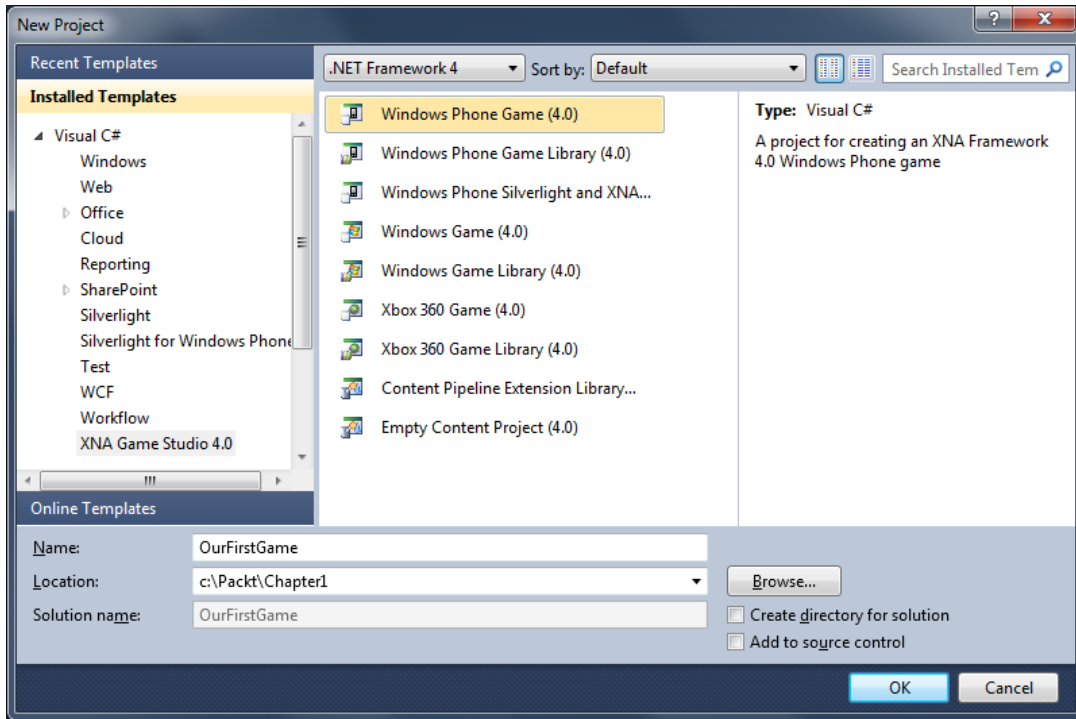 New Project
Recent Templates
Installed Templates
Visual C#
Windows
Web
Office
Cloud
Reporting
SharePoint
Silverlight
Silverlight for Windows Phone
Test
WCF
Workflow
XNA Game Studio 4.0
Online Templates
.NET Framework 4 Sort by: Default Search Installed Tem
Windows Phone Game (4.0)
Windows Phone Game Library (4.0)
Windows Phone Silverlight and XNA...
Windows Game (4.0)
Windows Game Library (4.0)
Xbox 360 Game (4.0)
Xbox 360 Game Library (4.0)
Content Pipeline Extension Library...
Empty Content Project (4.0)
Type: Visual C#
A project for creating an XNA Framework
4.0 Windows Phone game
Name: OurFirstGame
Location: c:\Packt\Chapter1 Browse...
Solution name: OurFirstGame Create directory for solution
Add to source control
OK Cancel